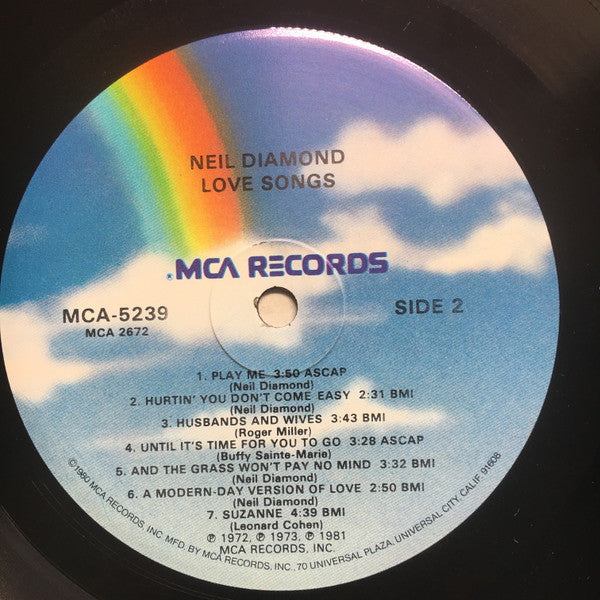 NEIL DIAMOND
LOVE SONGS
®MCA RECORDS
MCA-5239
MCA 2672
SIDE 2
1. PLAY ME 3:50 ASCAP
(Neil Diamond)
2. HURTIN' YOU DON'T COME EASY 2:31 BMI
(Neil Diamond)
3. HUSBANDS AND WIVES 3:43 BMI
(Roger Miller)
4. UNTIL IT'S TIME FOR YOU TO GO 3:28 ASCAP
(Buffy Sainte-Marie)
5. AND THE GRASS WON'T PAY NO MIND 3:32 BMI
(Neil Diamond)
6. A MODERN-DAY VERSION OF LOVE 2:50 BMI
(Neil Diamond)
7. SUZANNE 4:39 BMI
(Leonard Cohen)
℗ 1972, ℗ 1973, ℗ 1981
MCA RECORDS, INC.
©1980 MCA RECORDS, INC. MFD. BY MCA RECORDS, INC., 70 UNIVERSAL PLAZA, UNIVERSAL CITY, CALIF. 91608